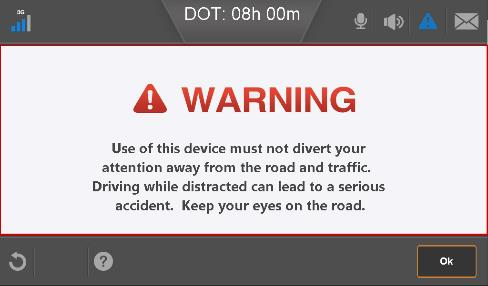 3G
DOT: 08h 00m
WARNING
Use of this device must not divert your
attention away from the road and traffic.
Driving while distracted can lead to a serious
accident.  Keep your eyes on the road.
?
Ok